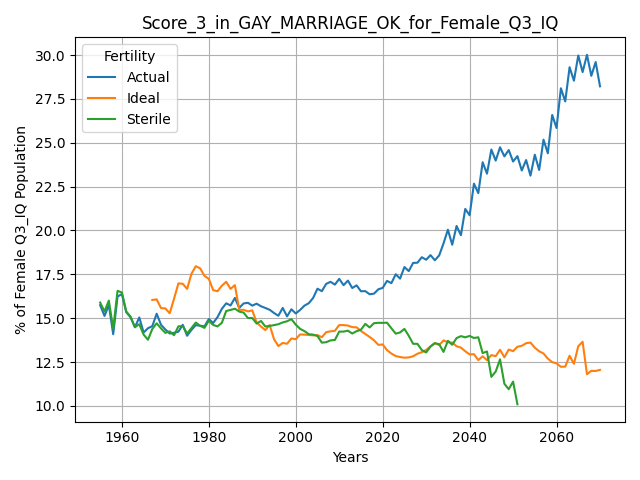 Score_3_in_GAY_MARRIAGE_OK_for_Female_Q3_IQ
Fertility
Actual
Ideal
Sterile
% of Female Q3_IQ Population
30.0
27.5
25.0
22.5
20.0
17.5
15.0
12.5
10.0
1960 1980 2000 2020 2040 2060
Years